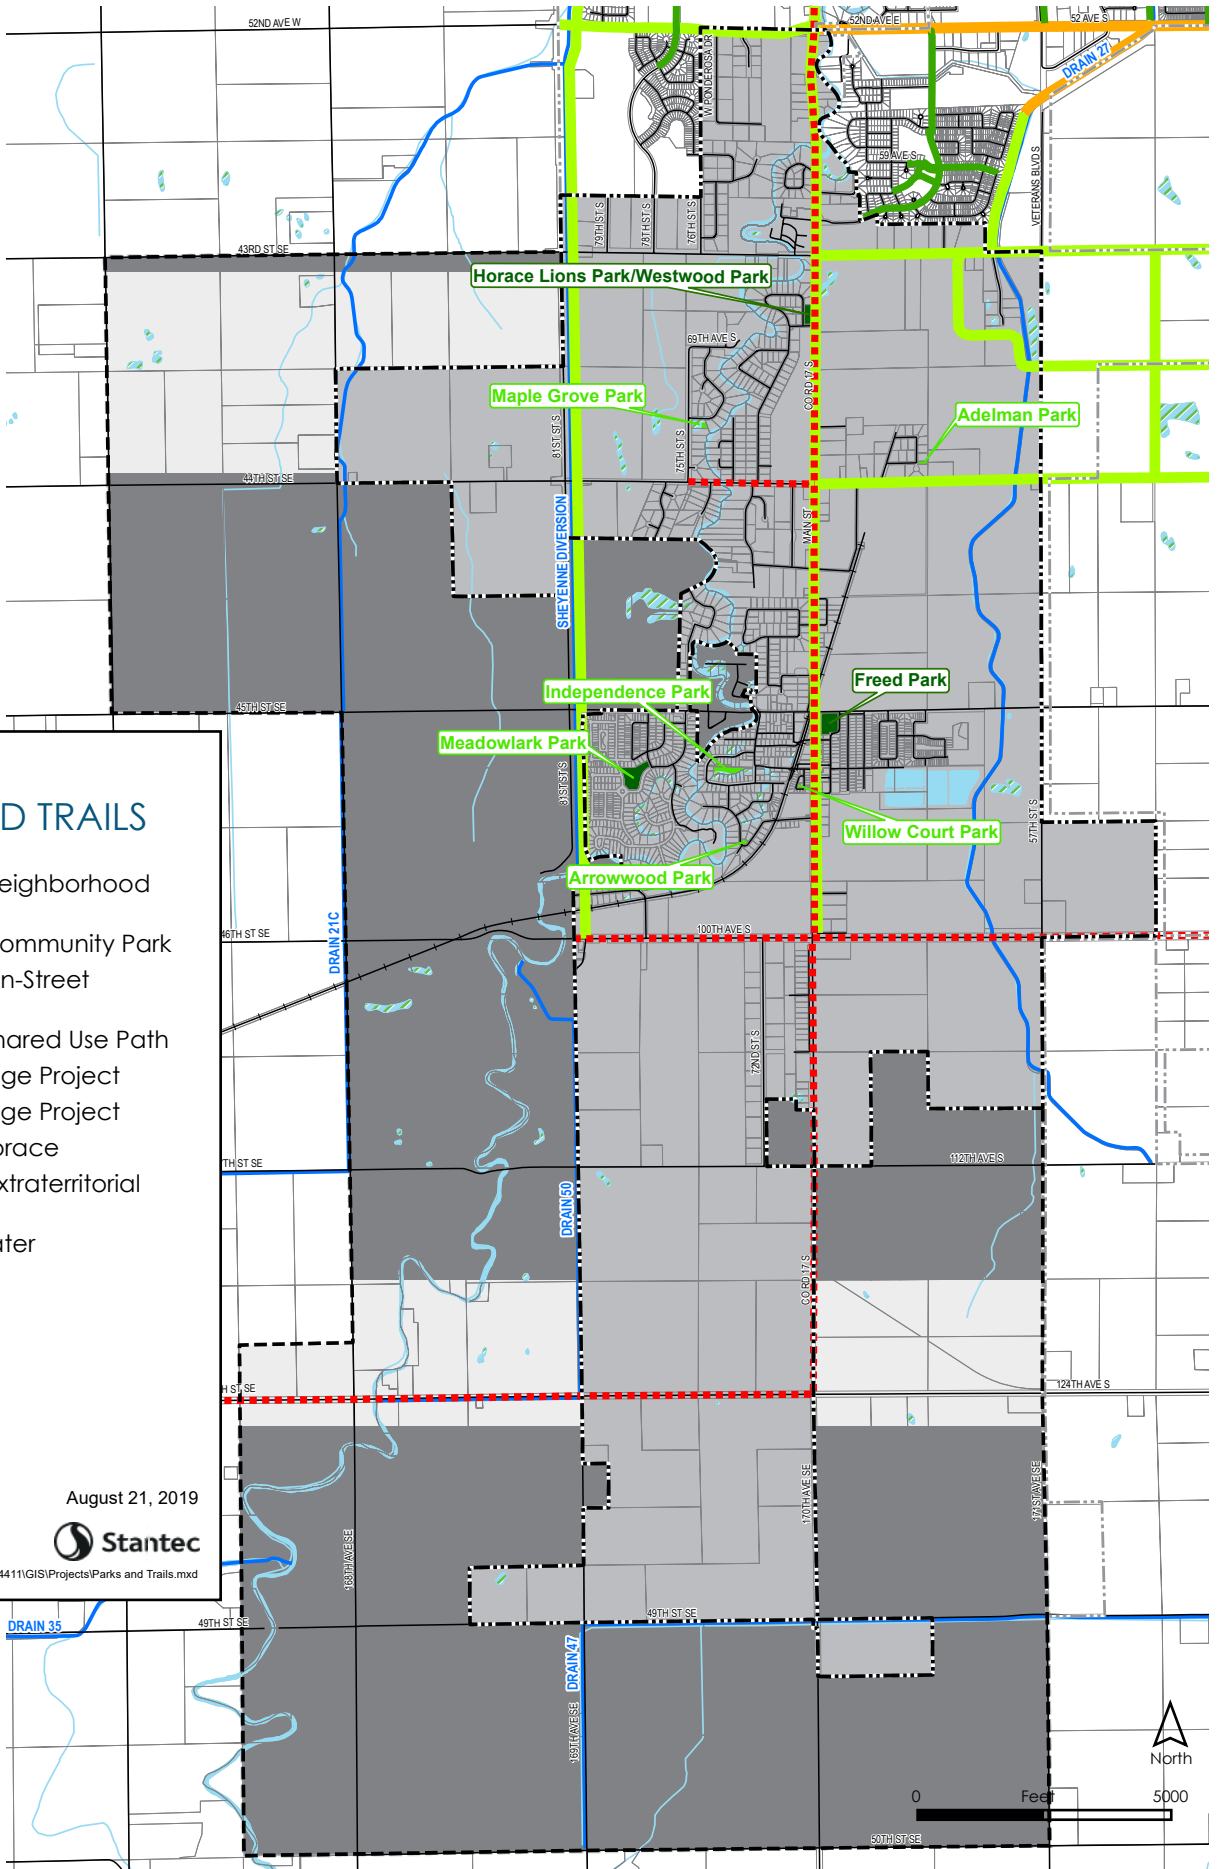 52ND AVE W
W PONDEROSA DR
52ND AVE E
52 AVE S
DRAIN 27
59 AVE S
VETERANS BLVD S
79TH ST S
78TH ST S
76TH ST S
43RD ST SE
Horace Lions Park/Westwood Park
69TH AVE S
CO RD 17 S
Maple Grove Park
Adelman Park
81ST ST S
75TH ST S
44TH ST SE
SHEYENNE DIVERSION
MAIN ST
Independence Park
Freed Park
45TH ST SE
Meadowlark Park
81ST ST S
57TH ST S
Willow Court Park
Arrowwood Park
D TRAILS
eighborhood
ommunity Park
n-Street
hared Use Path
ge Project
ge Project
orace
xtraterritorial
ater
46TH ST SE
DRAIN 21C
100TH AVE S
72ND ST S
7TH ST SE
112TH AVE S
DRAIN 50
CO RD 17 S
H ST SE
124TH AVE S
August 21, 2019
Stantec
4411\GIS\Projects\Parks and Trails.mxd
170TH AVE SE
171ST AVE SE
168TH AVE SE
DRAIN 35
49TH ST SE
49TH ST SE
DRAIN 47
169TH AVE SE
North
0 Feet 5000
50TH ST SE